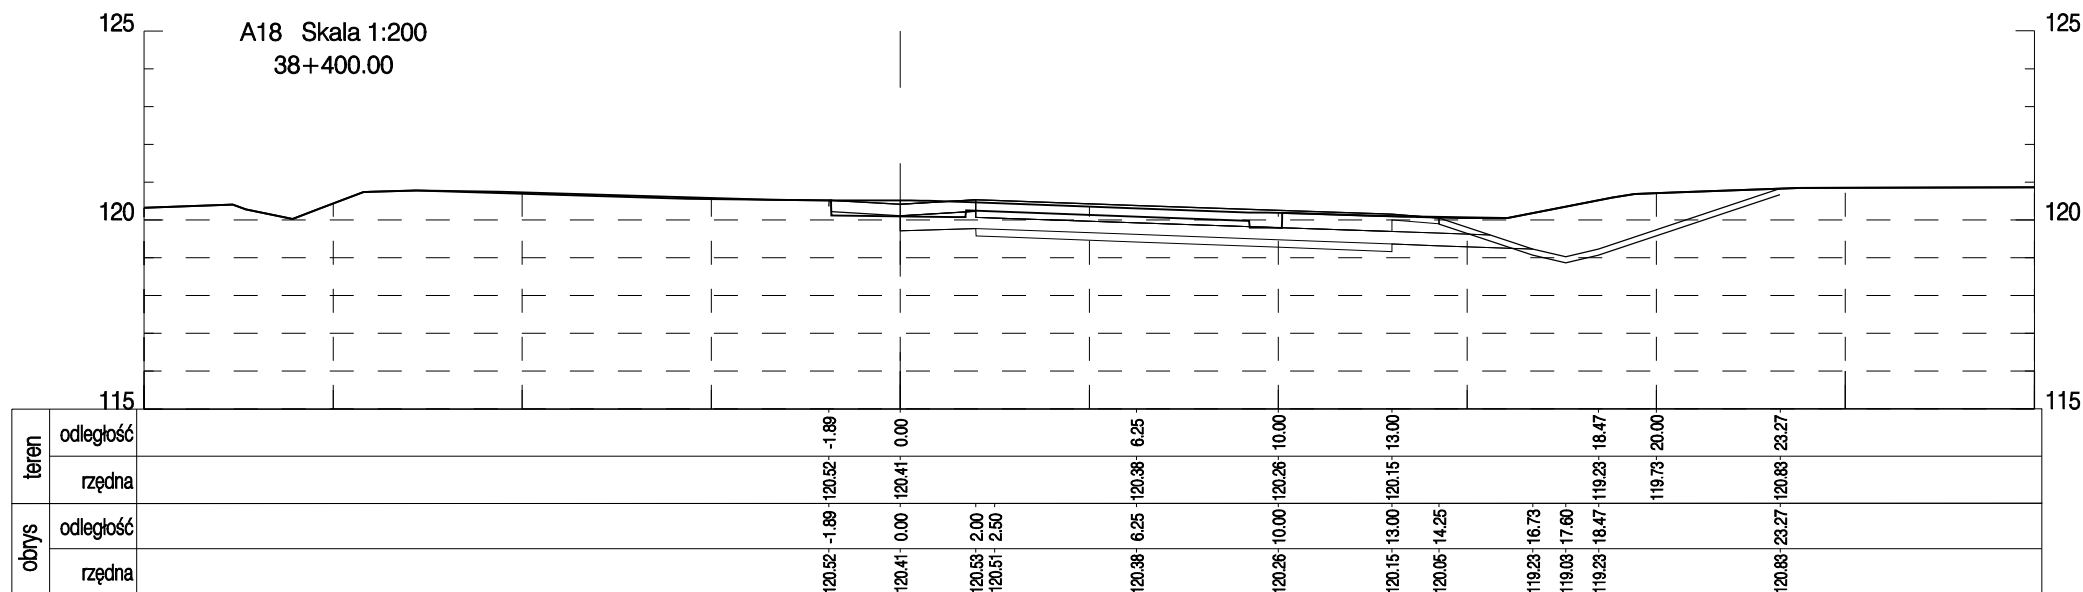 125
A18 Skala 1:200
125
38+400.00
120
120
115
115
teren
odległość -1.89 0.00 6.25 10.00 13.00 18.47 20.00 23.27
rzędna 120.52 120.41 120.38 120.26 120.15 119.23 119.73 120.83
obrys
odległość -1.89 0.00 2.00 2.50 6.25 10.00 13.00 14.25 16.73 17.60 18.47 23.27
rzędna 120.52 120.41 120.53 120.51 120.38 120.26 120.15 120.05 119.23 119.03 119.23 120.83